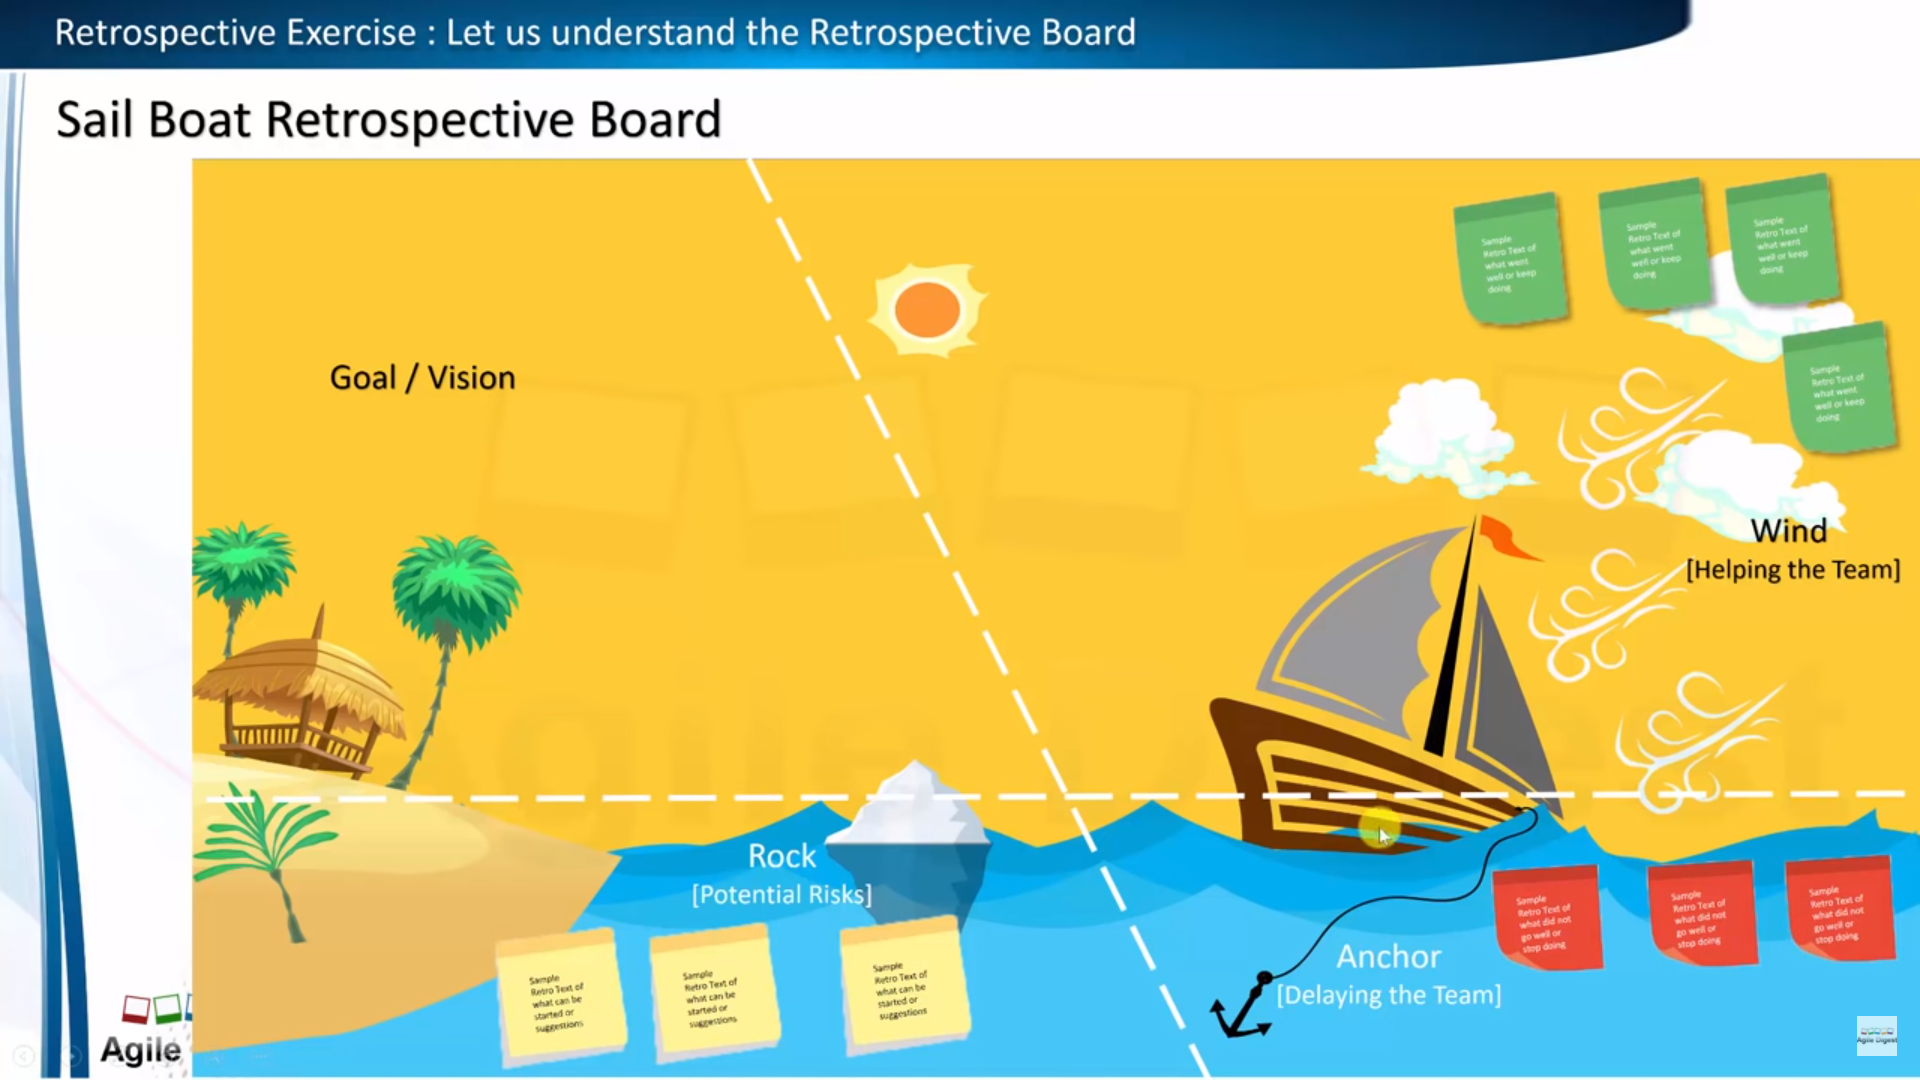 Retrospective Exercise : Let us understand the Retrospective Board
Sail Boat Retrospective Board
Goal / Vision
Sample
Retro Text of
what went
well or keep
doing
Sample
Retro Text of
what went
well or keep
doing
Sample
Retro Text of
what went
well or keep
doing
Sample
Retro Text of
what went
well or keep
doing
Wind
[Helping the Team]
Rock
[Potential Risks]
Sample
Retro Text of
what can be
started or
suggestions
Sample
Retro Text of
what can be
started or
suggestions
Sample
Retro Text of
what can be
started or
suggestions
Anchor
[Delaying the Team]
Sample
Retro Text of
what did not
go well or
stop doing
Sample
Retro Text of
what did not
go well or
stop doing
Sample
Retro Text of
what did not
go well or
stop doing
Agile
Agile Digest